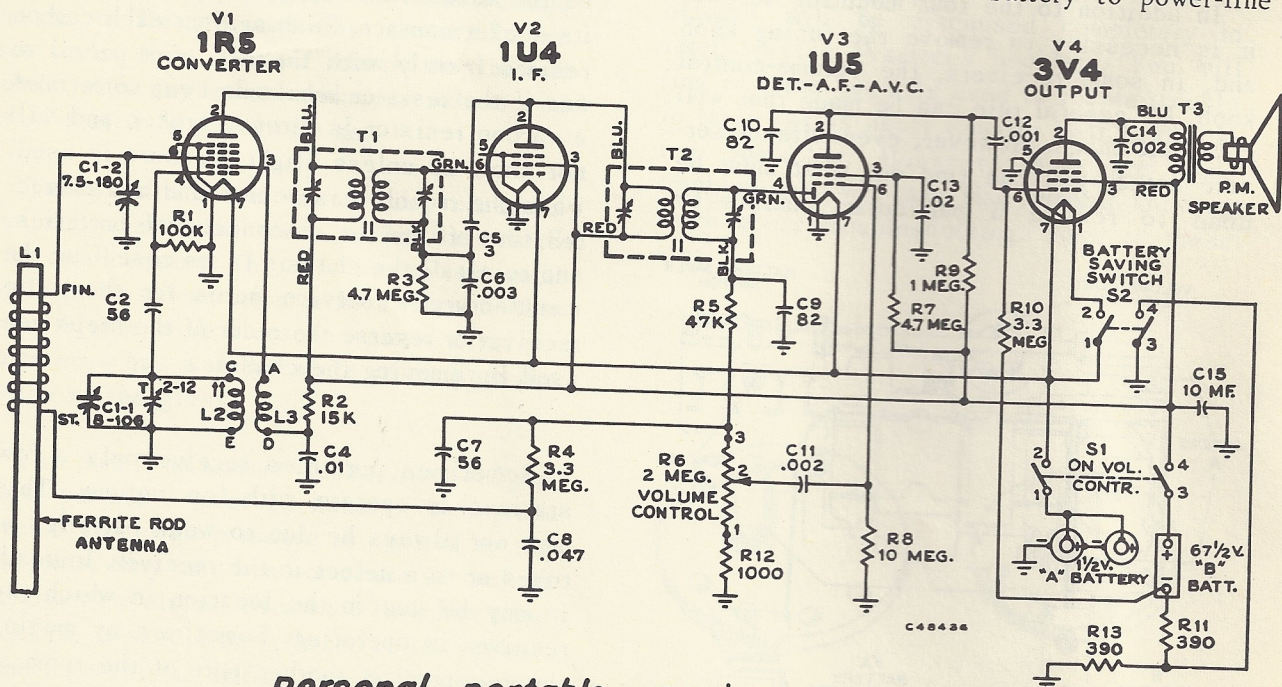 battery to power-line
V1
1R5
CONVERTER
V2
1U4
I. F.
V3
1U5
DET.-A.F.-A.V.C.
V4
3V4
OUTPUT
BLU.
T1
GRN.
BLK.
RED
BLU.
T2
GRN.
RED
BLK.
C10
82
C12
.001
BLU
T3
C14
.002
RED
P.M.
SPEAKER
C1-2
7.5-180
R1
100K
C5
3
R3
4.7 MEG.
C6
.003
C13
.02
R9
1 MEG.
R7
4.7 MEG.
R10
3.3
MEG
R5
47K
C9
82
BATTERY
SAVING
SWITCH
S2
L1
FIN.
C2
56
ST.
C1-1
8-106
T
2-12
C
A
L2
L3
E
D
R2
15K
C4
.01
C7
56
R4
3.3
MEG.
C8
.047
R6
2 MEG.
VOLUME
CONTROL
C11
.002
R12
1000
R8
10 MEG.
C15
10 MF.
S1
ON VOL.
CONTR.
1½V.
"A" BATTERY
67½V.
"B"
BATT.
FERRITE ROD
ANTENNA
C48436
R13
390
R11
390
Personal portable